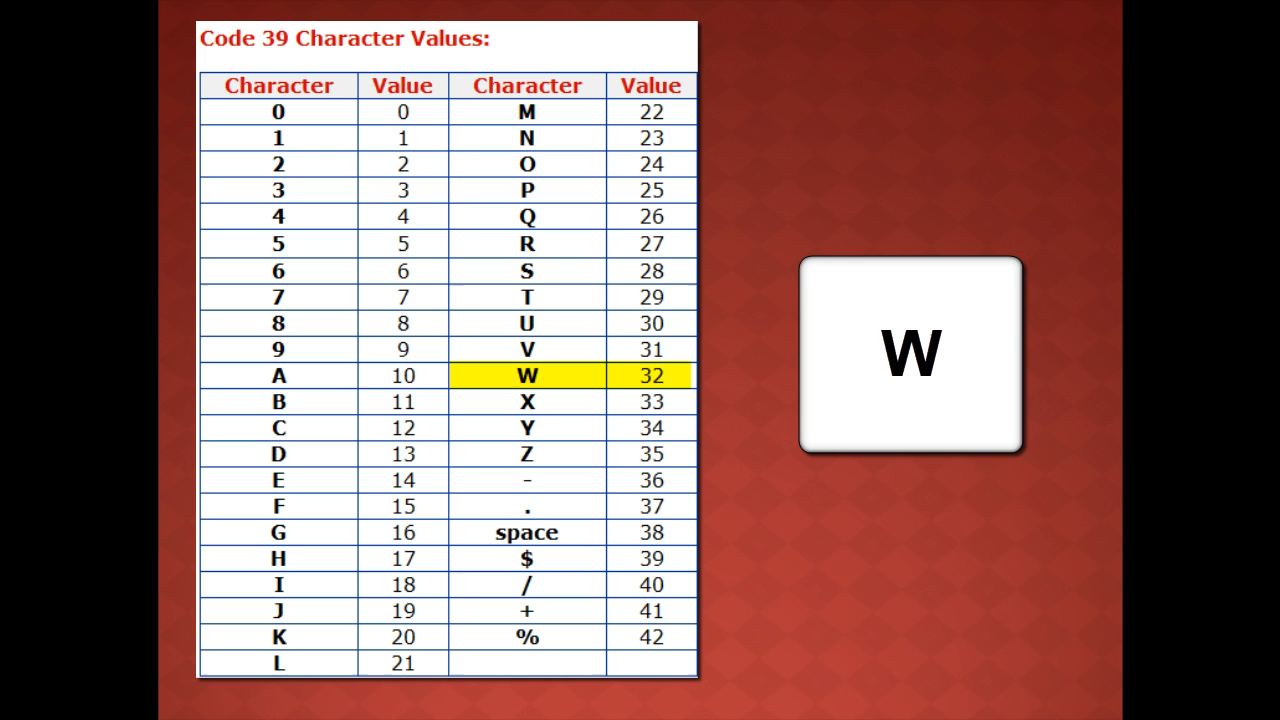 Code 39 Character Values:
Character Value Character Value
0 0 M 22
1 1 N 23
2 2 O 24
3 3 P 25
4 4 Q 26
5 5 R 27
6 6 S 28
7 7 T 29
8 8 U 30
9 9 V 31
A 10 W 32
B 11 X 33
C 12 Y 34
D 13 Z 35
E 14 - 36
F 15 . 37
G 16 space 38
H 17 $ 39
I 18 / 40
J 19 + 41
K 20 % 42
L 21
W